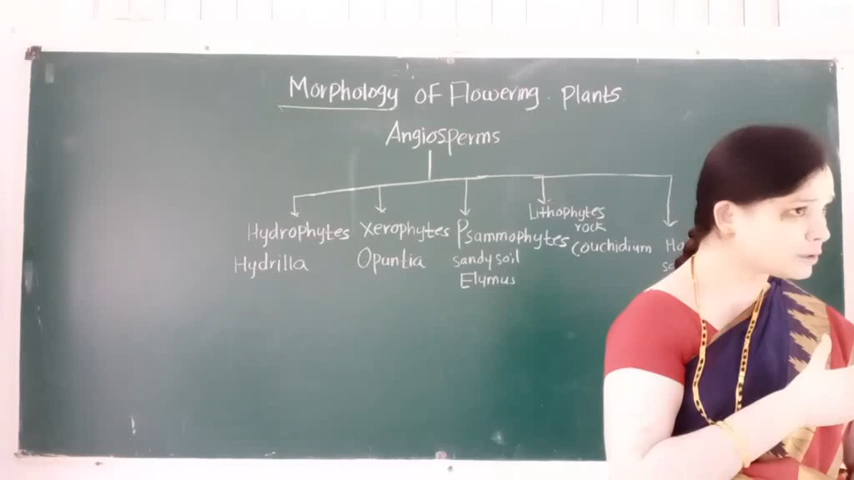 Morphology of Flowering. Plants
Angiosperms
Hydrophytes Xerophytes Psammophytes Lithophytes
rock
Hydrilla Opuntia sandy soil Couchidium
Elymus